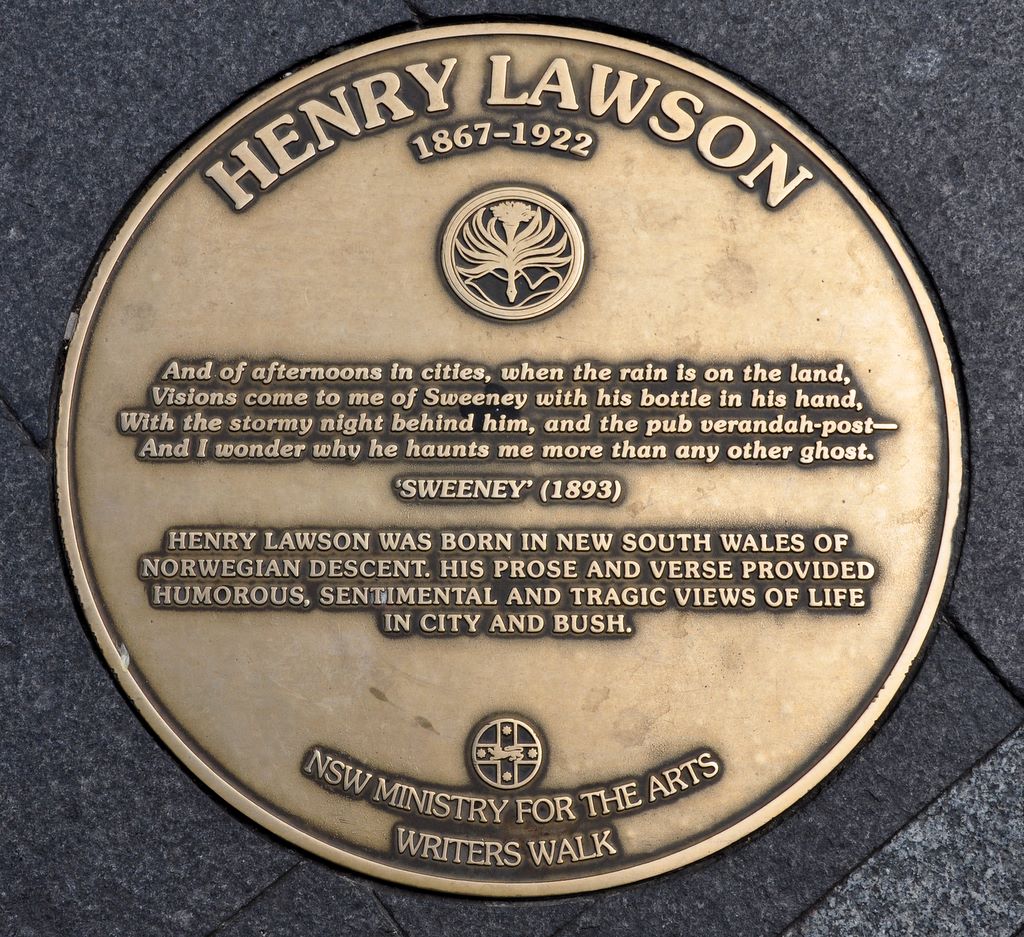 HENRY LAWSON
1867–1922
And of afternoons in cities, when the rain is on the land,
Visions come to me of Sweeney with his bottle in his hand,
With the stormy night behind him, and the pub verandah-post—
And I wonder why he haunts me more than any other ghost.
‘SWEENEY’ (1893)
HENRY LAWSON WAS BORN IN NEW SOUTH WALES OF
NORWEGIAN DESCENT. HIS PROSE AND VERSE PROVIDED
HUMOROUS, SENTIMENTAL AND TRAGIC VIEWS OF LIFE
IN CITY AND BUSH.
NSW MINISTRY FOR THE ARTS
WRITERS WALK